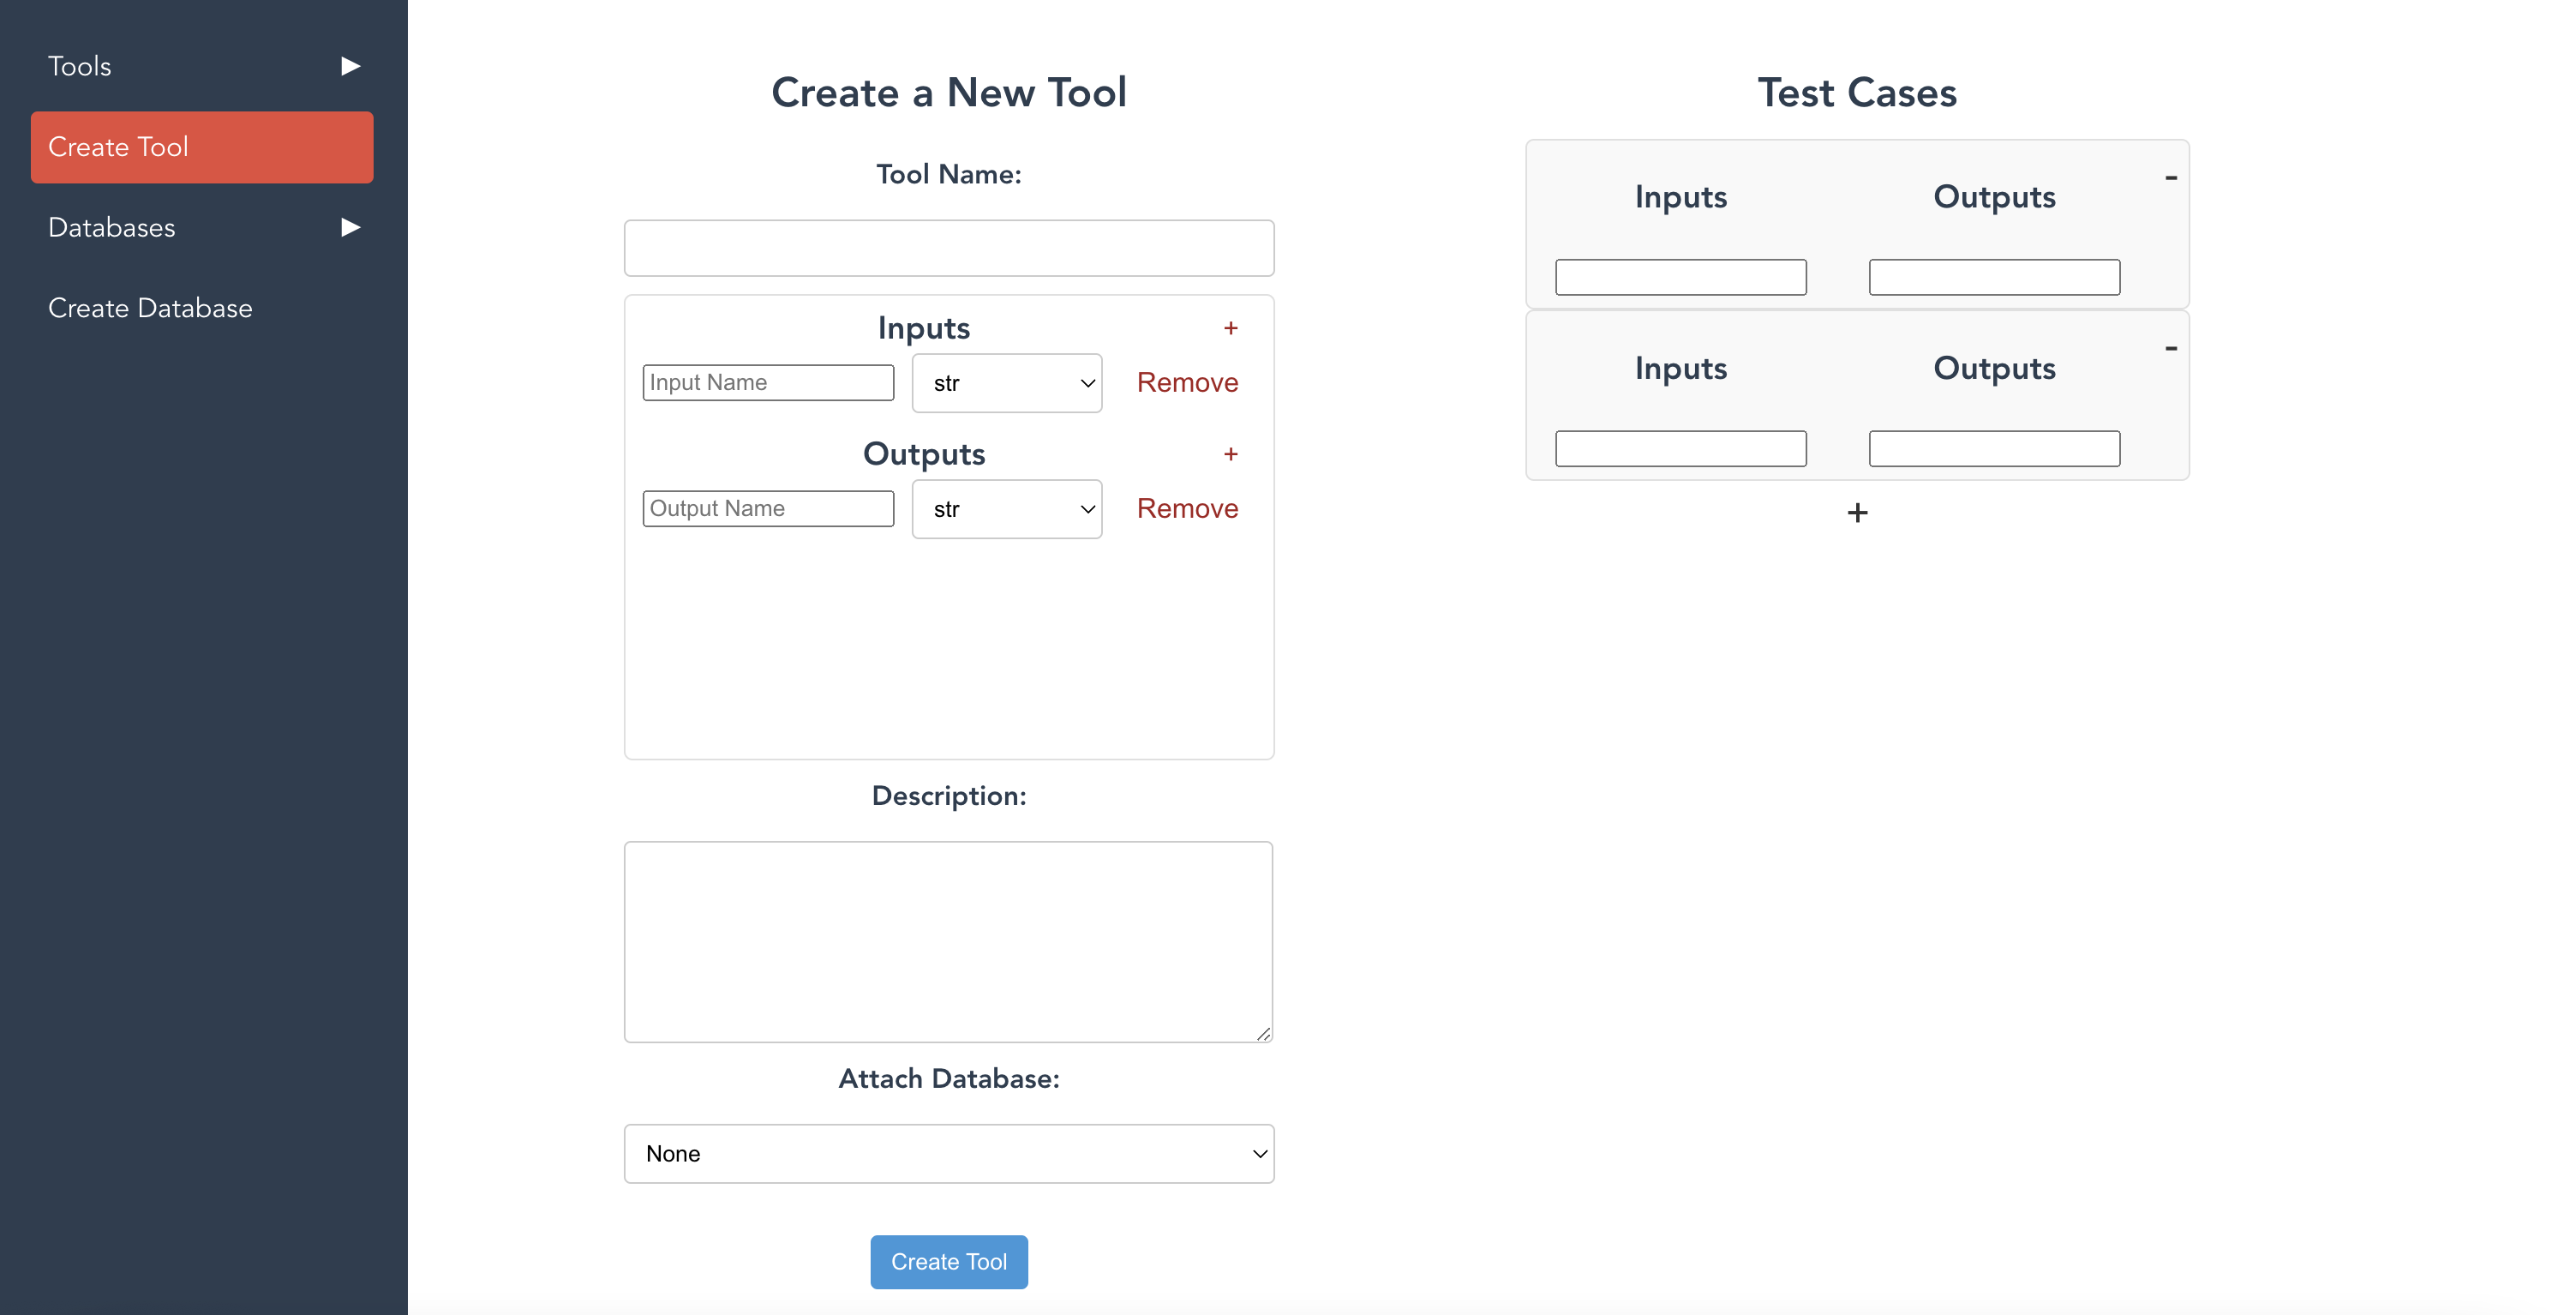 Tools ▶
Create Tool
Databases ▶
Create Database
Create a New Tool
Tool Name:
Inputs +
Input Name str Remove
Outputs +
Output Name str Remove
Description:
Attach Database:
None
Create Tool
Test Cases
Inputs Outputs -
Inputs Outputs -
+